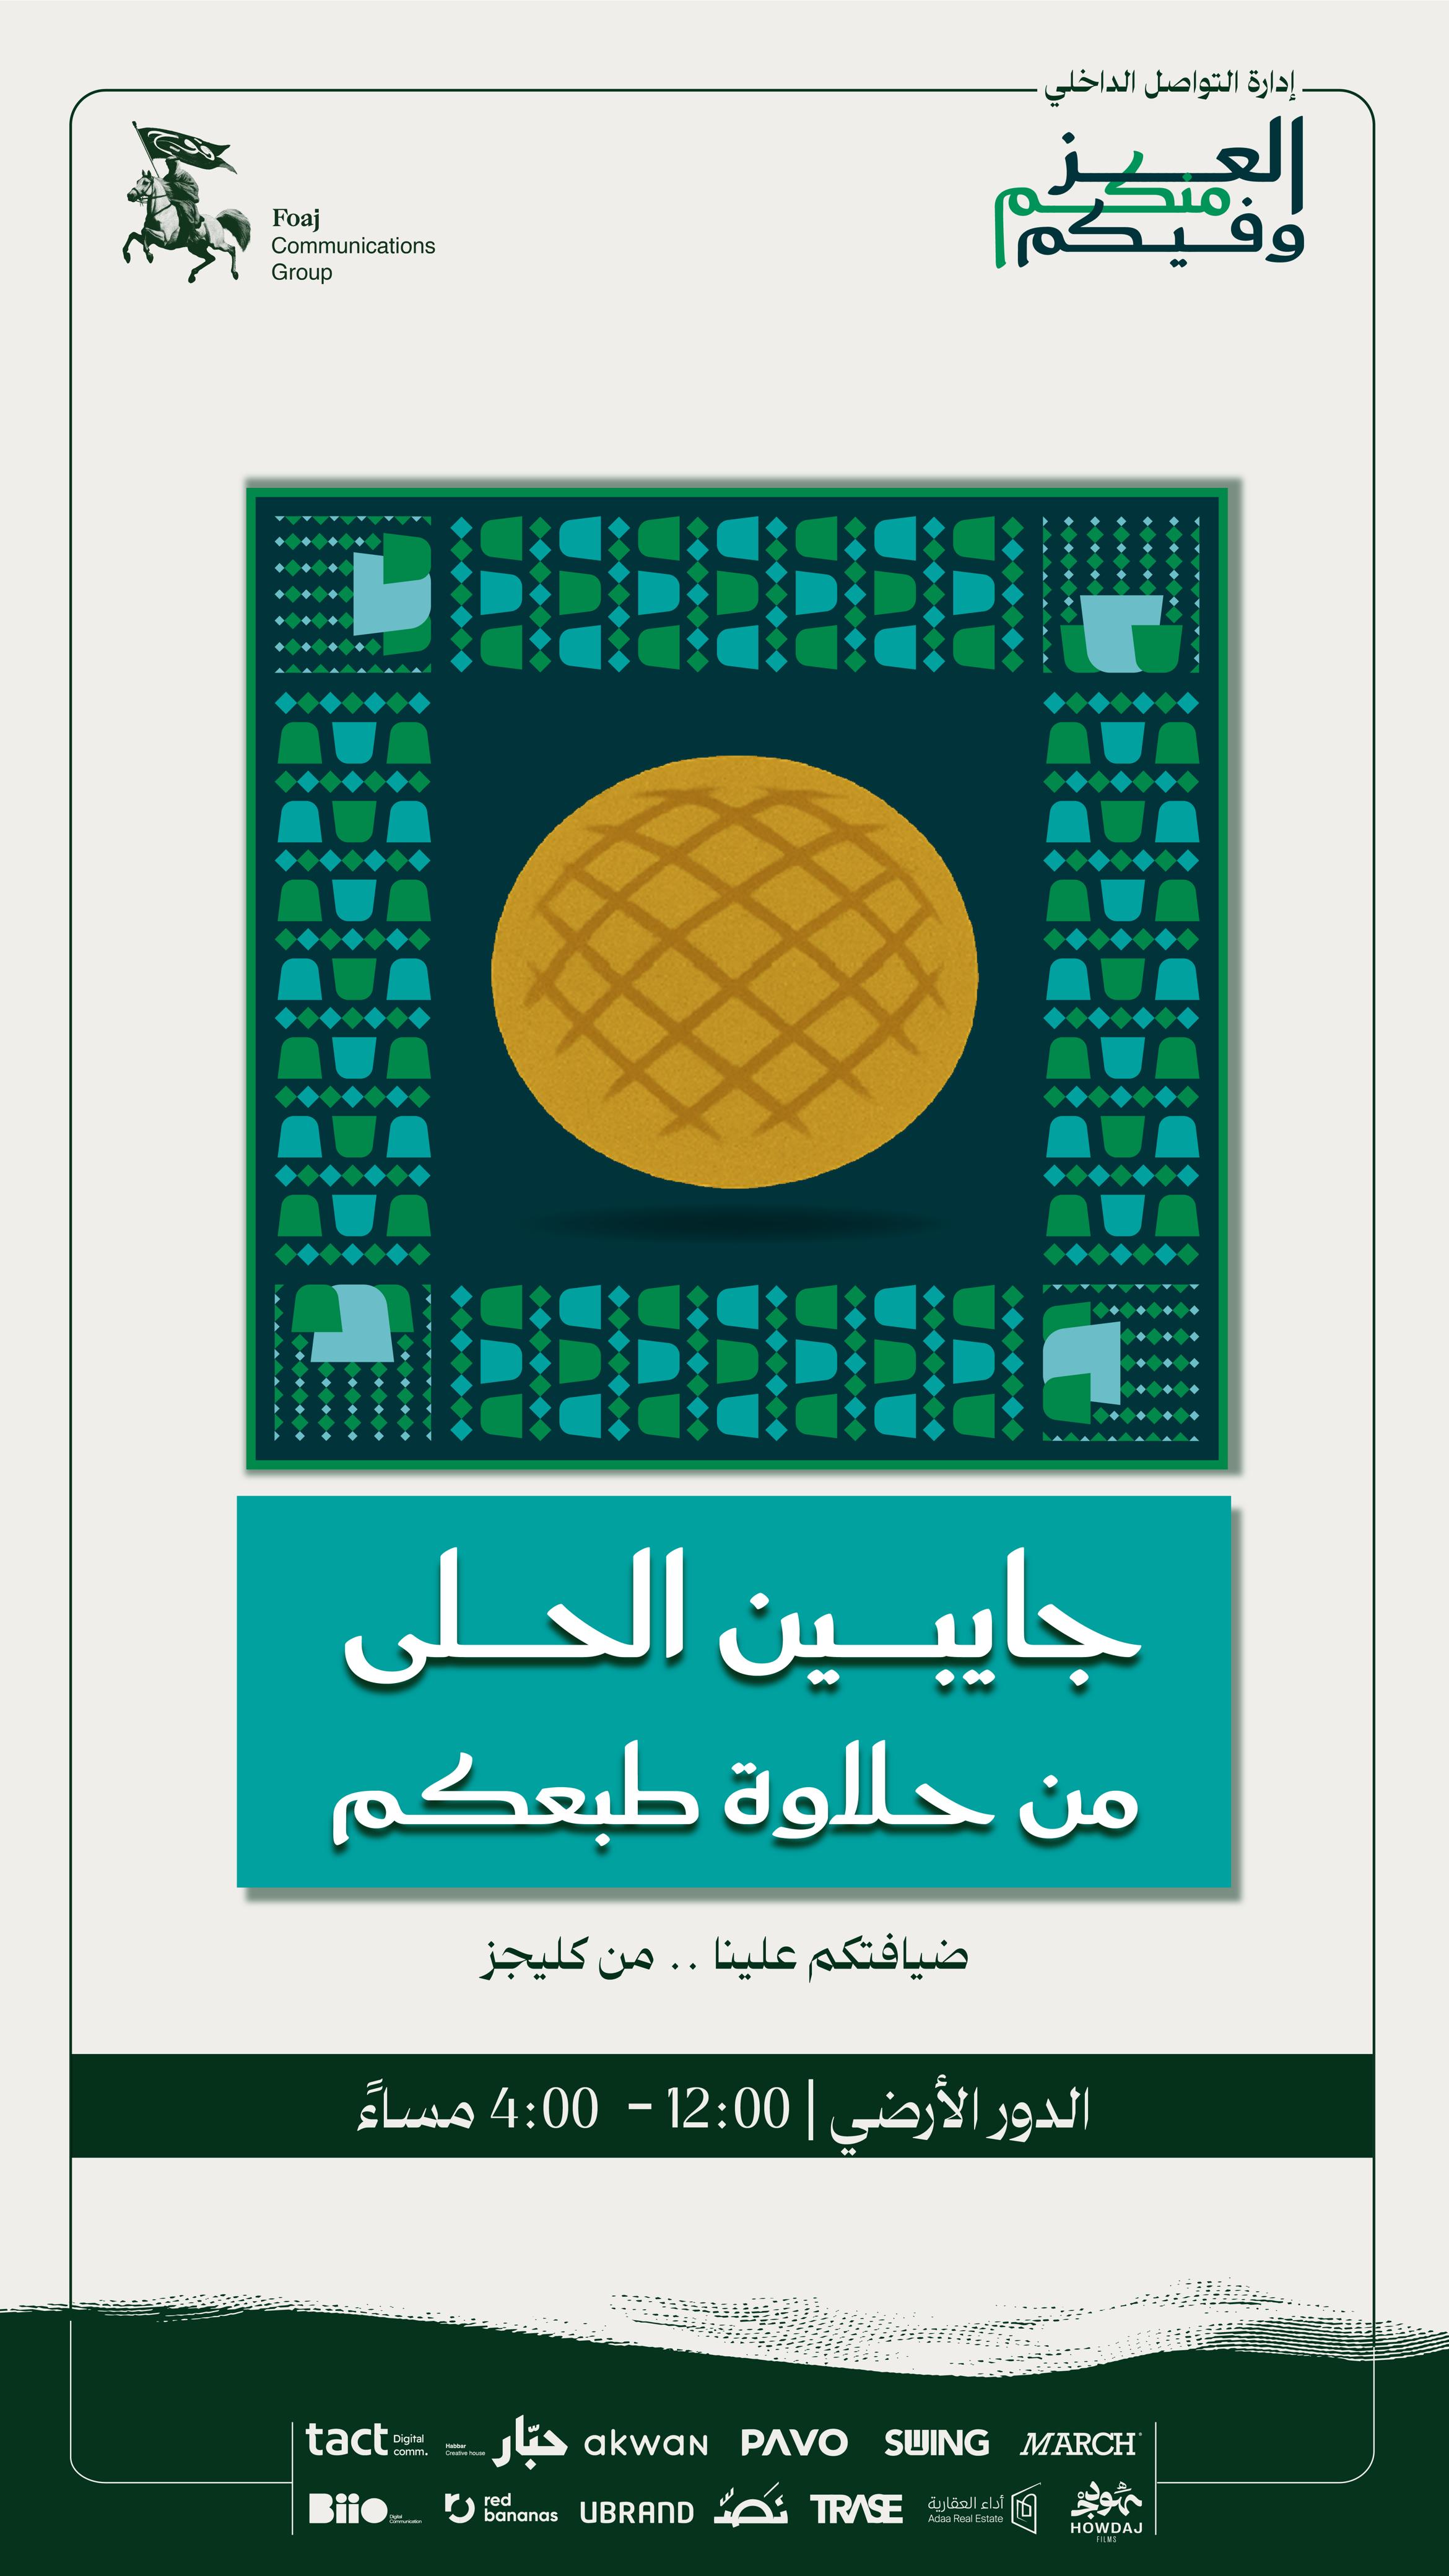 إدارة التواصل الداخلي
العز
منكم
وفيكم
Foaj
Communications
Group
جايبين الحلى
من حلاوة طبعكم
ضيافتكم علينا .. من كليجز
الدور الأرضي | 12:00 - 4:00 مساءً
tact Digital comm.
Habbar Creative house حبّار
akwan
PAVO
SWING
MARCH
Biio Digital Communication
red bananas
UBRAND
نَصّ
TRASE
أداء العقارية
Adaa Real Estate
هودج
HOWDAJ
FILMS